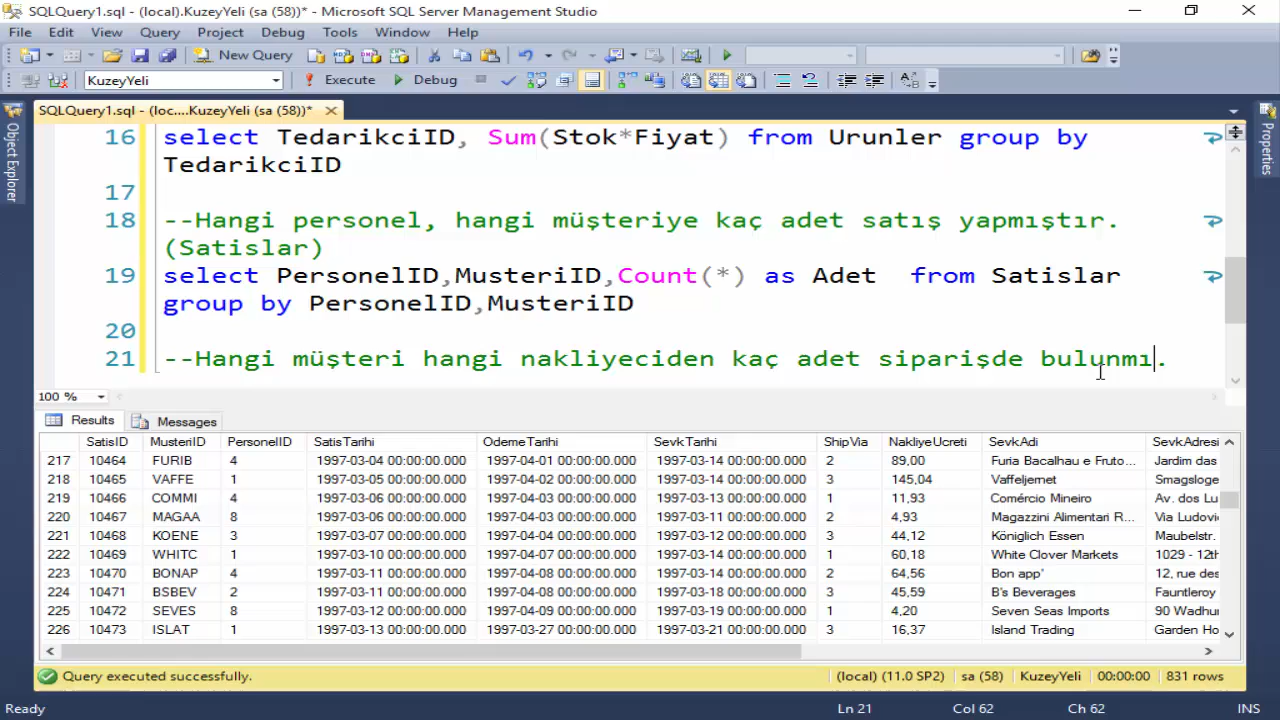 SQLQuery1.sql - (local).KuzeyYeli (sa (58))* - Microsoft SQL Server Management Studio
File Edit View Query Project Debug Tools Window Help
New Query
KuzeyYeli Execute Debug
SQLQuery1.sql - (loc....KuzeyYeli (sa (58))*
Object Explorer
Properties
16 select TedarikciID, Sum(Stok*Fiyat) from Urunler group by
TedarikciID
17
18 --Hangi personel, hangi müşteriye kaç adet satış yapmıştır.
(Satislar)
19 select PersonelID,MusteriID,Count(*) as Adet from Satislar
group by PersonelID,MusteriID
20
21 --Hangi müşteri hangi nakliyeciden kaç adet siparişde bulunmı.
100 %
Results Messages
SatisID MusteriID PersonelID SatisTarihi OdemeTarihi SevkTarihi ShipVia NakliyeUcreti SevkAdi SevkAdresi
217 10464 FURIB 4 1997-03-04 00:00:00.000 1997-04-01 00:00:00.000 1997-03-14 00:00:00.000 2 89,00 Furia Bacalhau e Fruto... Jardim das
218 10465 VAFFE 1 1997-03-05 00:00:00.000 1997-04-02 00:00:00.000 1997-03-14 00:00:00.000 3 145,04 Vaffeljernet Smagsloge
219 10466 COMMI 4 1997-03-06 00:00:00.000 1997-04-03 00:00:00.000 1997-03-13 00:00:00.000 1 11,93 Comércio Mineiro Av. dos Lu
220 10467 MAGAA 8 1997-03-06 00:00:00.000 1997-04-03 00:00:00.000 1997-03-11 00:00:00.000 2 4,93 Magazzini Alimentari R... Via Ludovi
221 10468 KOENE 3 1997-03-07 00:00:00.000 1997-04-04 00:00:00.000 1997-03-12 00:00:00.000 3 44,12 Königlich Essen Maubelstr.
222 10469 WHITC 1 1997-03-10 00:00:00.000 1997-04-07 00:00:00.000 1997-03-14 00:00:00.000 1 60,18 White Clover Markets 1029 - 12th
223 10470 BONAP 4 1997-03-11 00:00:00.000 1997-04-08 00:00:00.000 1997-03-14 00:00:00.000 2 64,56 Bon app' 12, rue des
224 10471 BSBEV 2 1997-03-11 00:00:00.000 1997-04-08 00:00:00.000 1997-03-18 00:00:00.000 3 45,59 B's Beverages Fauntleroy
225 10472 SEVES 8 1997-03-12 00:00:00.000 1997-04-09 00:00:00.000 1997-03-19 00:00:00.000 1 4,20 Seven Seas Imports 90 Wadhu
226 10473 ISLAT 1 1997-03-13 00:00:00.000 1997-03-27 00:00:00.000 1997-03-21 00:00:00.000 3 16,37 Island Trading Garden Ho
Query executed successfully. (local) (11.0 SP2) sa (58) KuzeyYeli 00:00:00 831 rows
Ready Ln 21 Col 62 Ch 62 INS